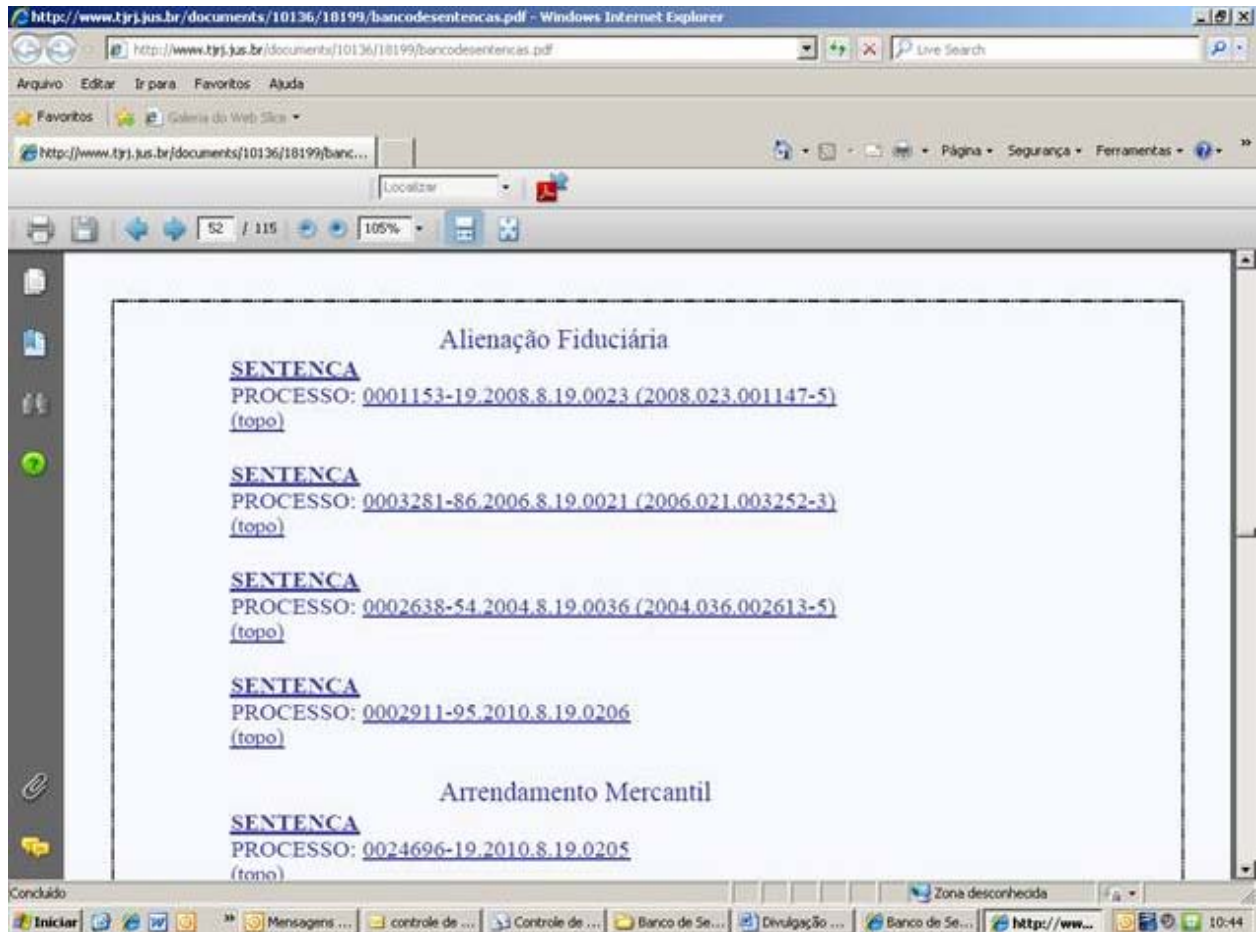 http://www.tjrj.jus.br/documents/10136/18199/bancodesentencas.pdf - Windows Internet Explorer
http://www.tjrj.jus.br/documents/10136/18199/bancodesentencas.pdf
Live Search
Arquivo Editar Ir para Favoritos Ajuda
Favoritos Galeria do Web Slice
http://www.tjrj.jus.br/documents/10136/18199/banc...
Página Segurança Ferramentas
Localizar
52 / 115 105%
Alienação Fiduciária
SENTENCA
PROCESSO: 0001153-19.2008.8.19.0023 (2008.023.001147-5)
(topo)
SENTENCA
PROCESSO: 0003281-86.2006.8.19.0021 (2006.021.003252-3)
(topo)
SENTENCA
PROCESSO: 0002638-54.2004.8.19.0036 (2004.036.002613-5)
(topo)
SENTENCA
PROCESSO: 0002911-95.2010.8.19.0206
(topo)
Arrendamento Mercantil
SENTENCA
PROCESSO: 0024696-19.2010.8.19.0205
(topo)
Concluído Zona desconhecida
Iniciar Mensagens ... controle de ... Controle de ... Banco de Se... Divulgação ... Banco de Se... http://ww... 10:44